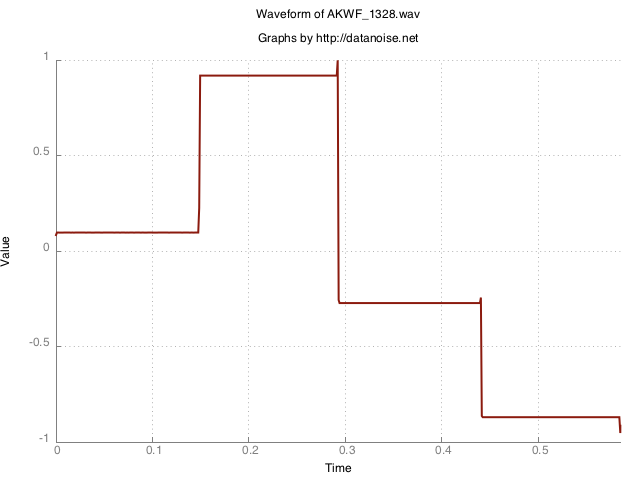 Waveform of AKWF_1328.wav
Graphs by http://datanoise.net
1
0.5
0
-0.5
-1
Value
0 0.1 0.2 0.3 0.4 0.5
Time